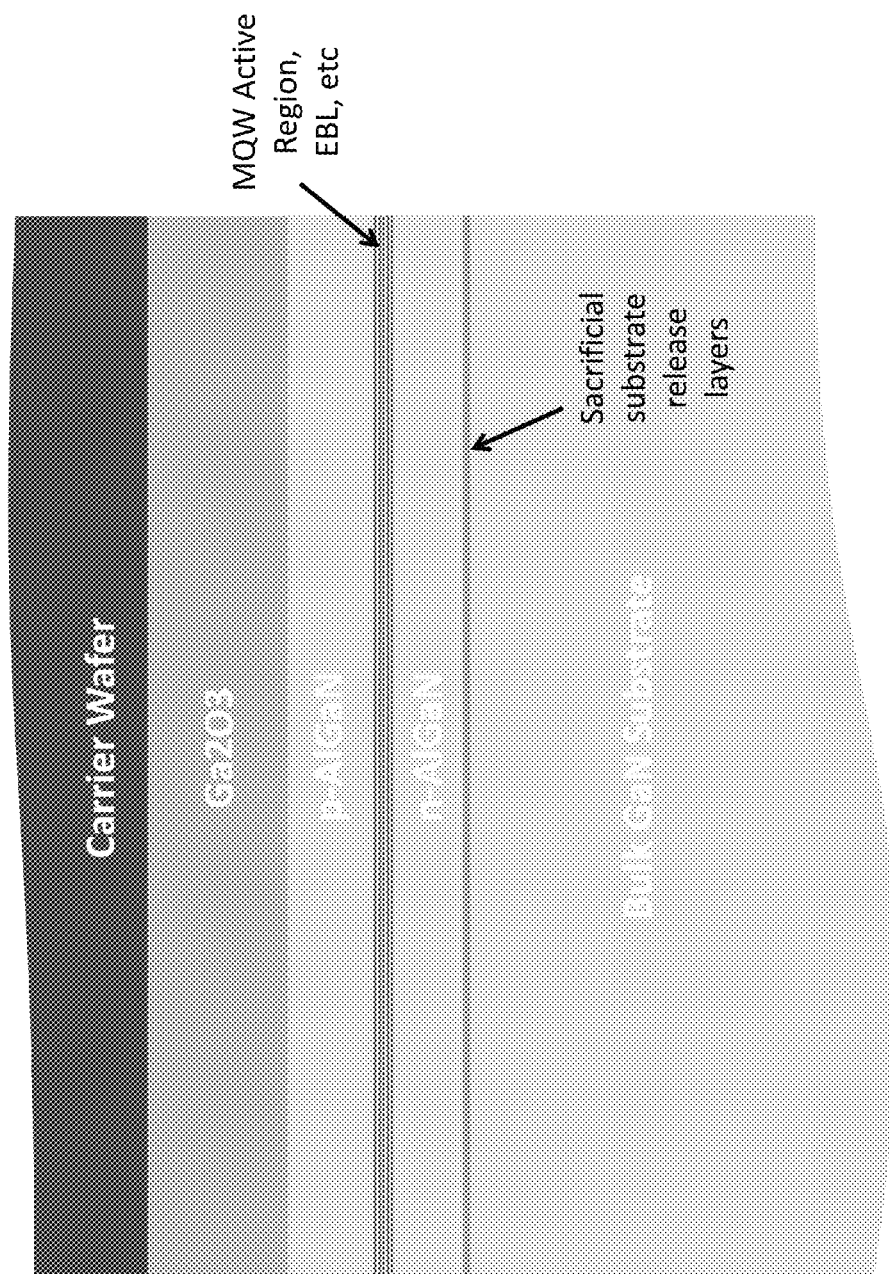 Carrier Wafer
Ga2O3
p-AlGaN
MQW Active
Region,
EBL, etc
n-AlGaN
Sacrificial
substrate
release
layers
Bulk GaN Substrate